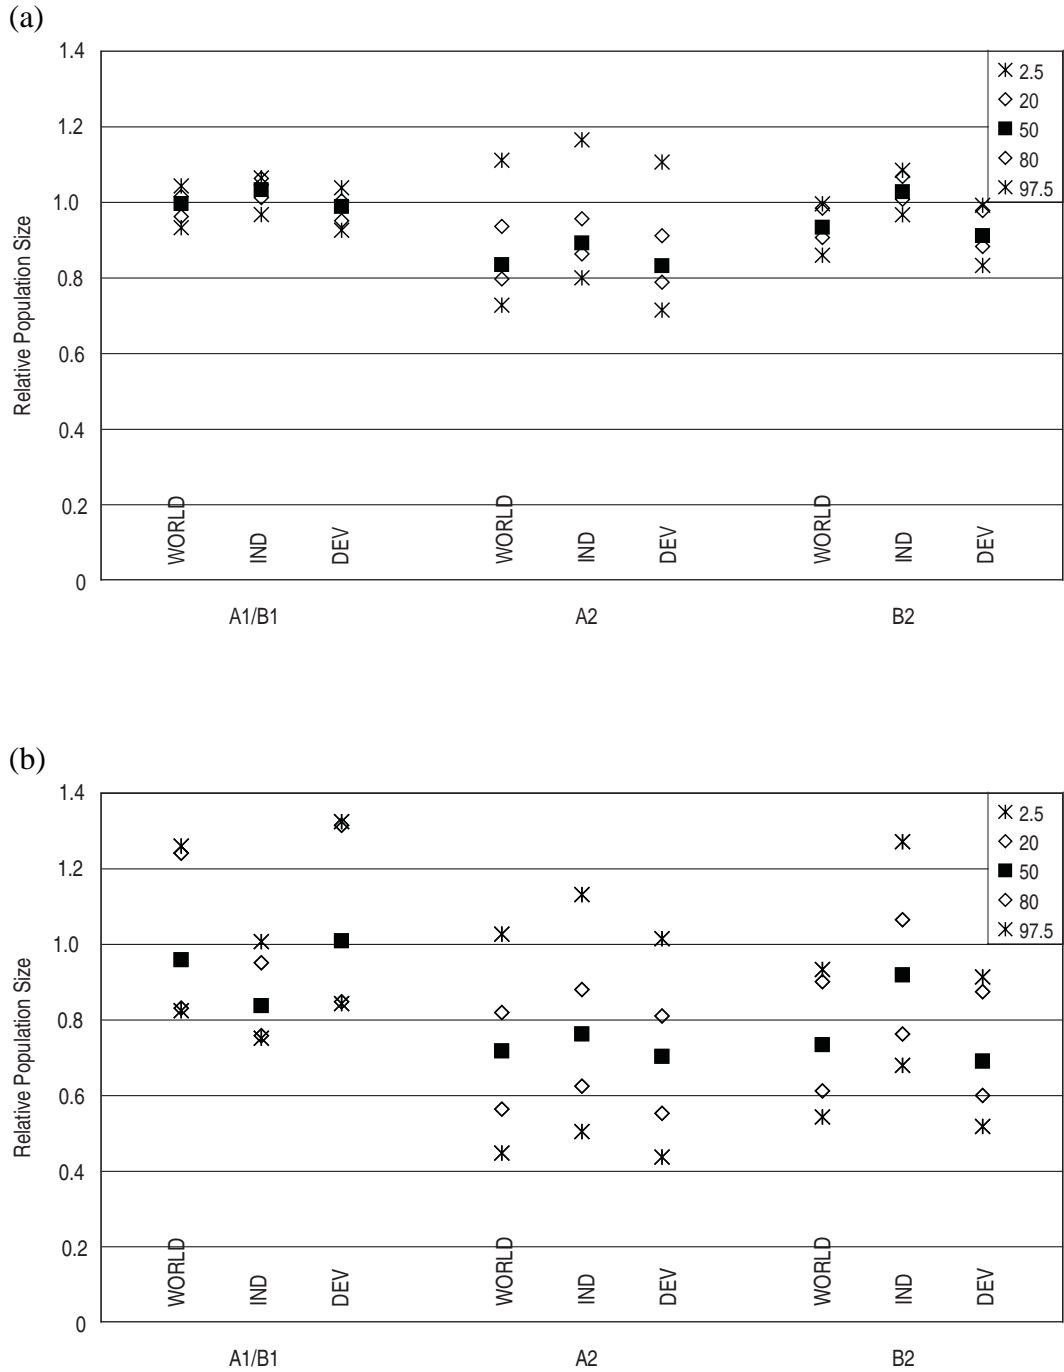 (a)
1.4
1.2
1.0
0.8
0.6
0.4
0.2
0
Relative Population Size
2.5
20
50
80
97.5
WORLD
IND
DEV
WORLD
IND
DEV
WORLD
IND
DEV
A1/B1
A2
B2
(b)
1.4
1.2
1.0
0.8
0.6
0.4
0.2
0
Relative Population Size
2.5
20
50
80
97.5
WORLD
IND
DEV
WORLD
IND
DEV
WORLD
IND
DEV
A1/B1
A2
B2